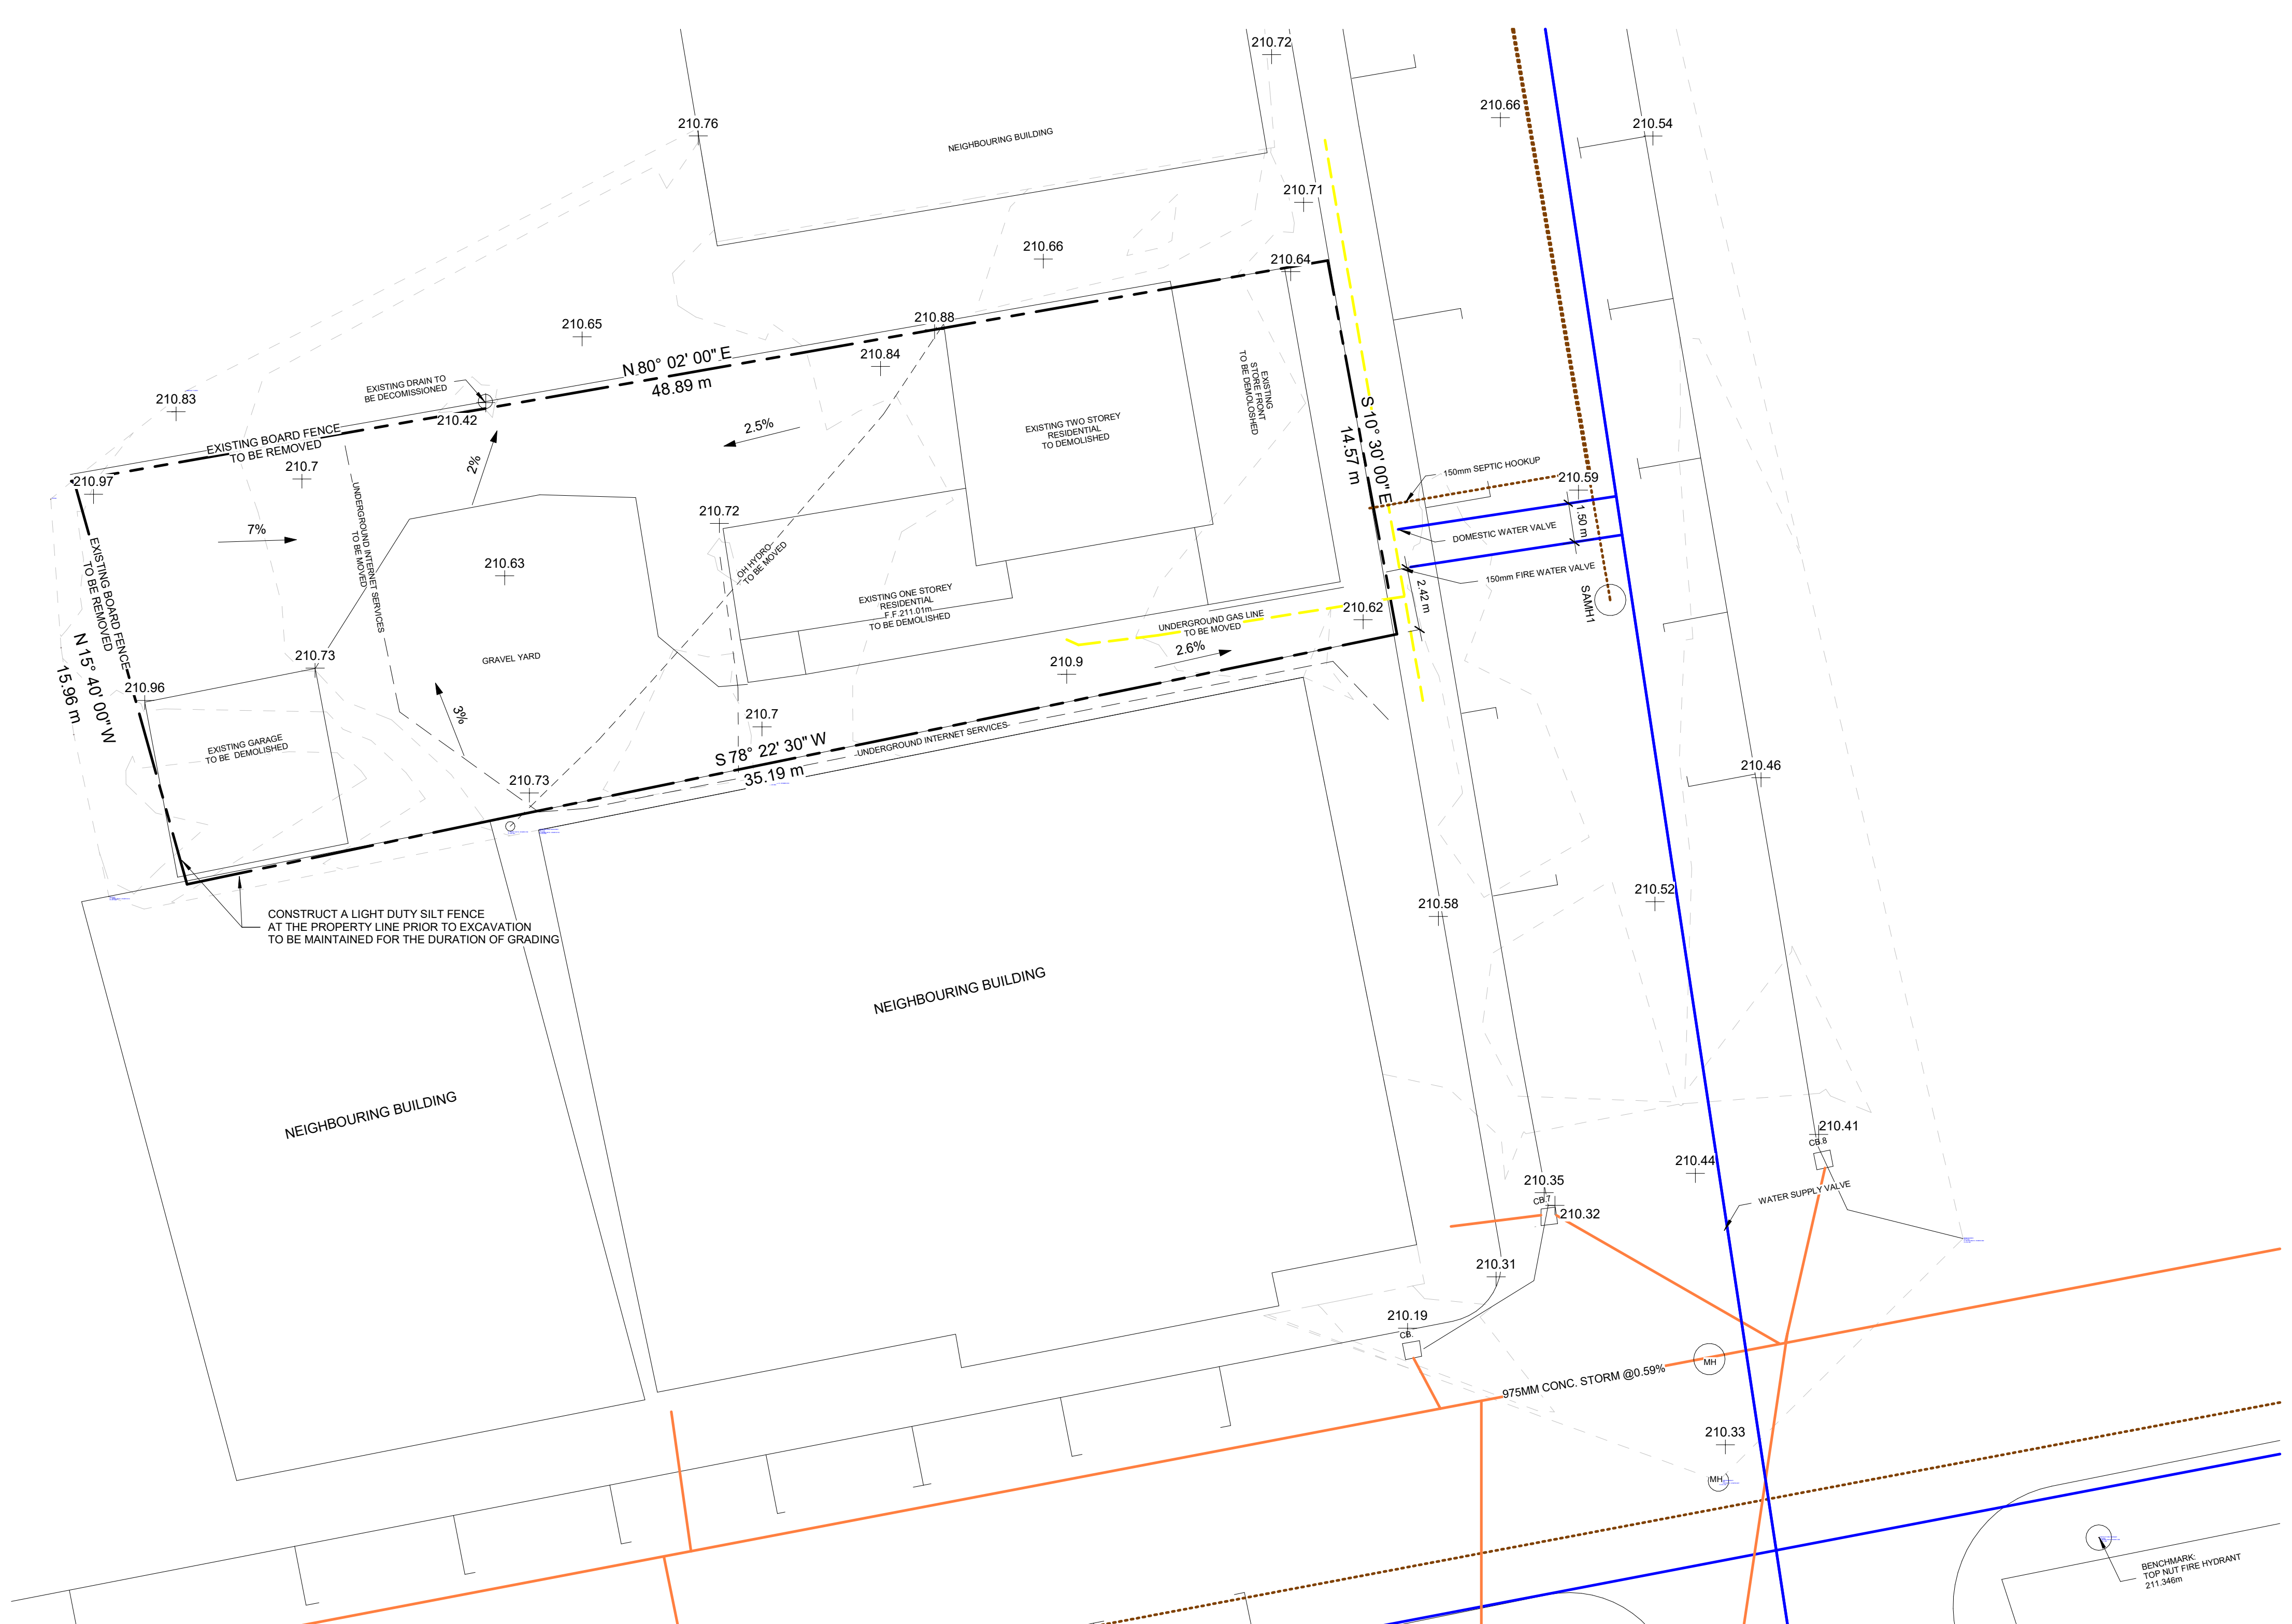 210.72
210.66
210.76
210.54
NEIGHBOURING BUILDING
210.71
210.66
210.64
210.88
210.65
210.84
N 80° 02' 00" E
48.89 m
EXISTING DRAIN TO
BE DECOMISSIONED
210.83
210.42
EXISTING BOARD FENCE
TO BE REMOVED
210.7
210.97
2%
2.5%
7%
EXISTING
STORE FRONT
TO BE DEMOLOSHED
EXISTING TWO STOREY
RESIDENTIAL
TO DEMOLISHED
S 10° 30' 00" E
14.57 m
150mm SEPTIC HOOKUP
210.59
1.50 m
DOMESTIC WATER VALVE
150mm FIRE WATER VALVE
2.42 m
SAMH1
UNDERGROUND INTERNET SERVICES
TO BE MOVED
210.72
OH HYDRO
TO BE MOVED
210.63
EXISTING ONE STOREY
RESIDENTIAL
F.F.211.01m
TO BE DEMOLISHED
210.62
UNDERGROUND GAS LINE
TO BE MOVED
2.6%
210.9
EXISTING BOARD FENCE
TO BE REMOVED
N 15° 40' 00" W
15.96 m
210.73
GRAVEL YARD
210.96
3%
210.7
EXISTING GARAGE
TO BE DEMOLISHED
S 78° 22' 30" W
35.19 m
UNDERGROUND INTERNET SERVICES
210.73
210.46
CONSTRUCT A LIGHT DUTY SILT FENCE
AT THE PROPERTY LINE PRIOR TO EXCAVATION
TO BE MAINTAINED FOR THE DURATION OF GRADING
210.58
210.52
NEIGHBOURING BUILDING
NEIGHBOURING BUILDING
210.41
CB.8
210.44
WATER SUPPLY VALVE
210.35
CB.7
210.32
210.31
210.19
CB.
MH
975MM CONC. STORM @0.59%
210.33
MH.
BENCHMARK:
TOP NUT FIRE HYDRANT
211.346m